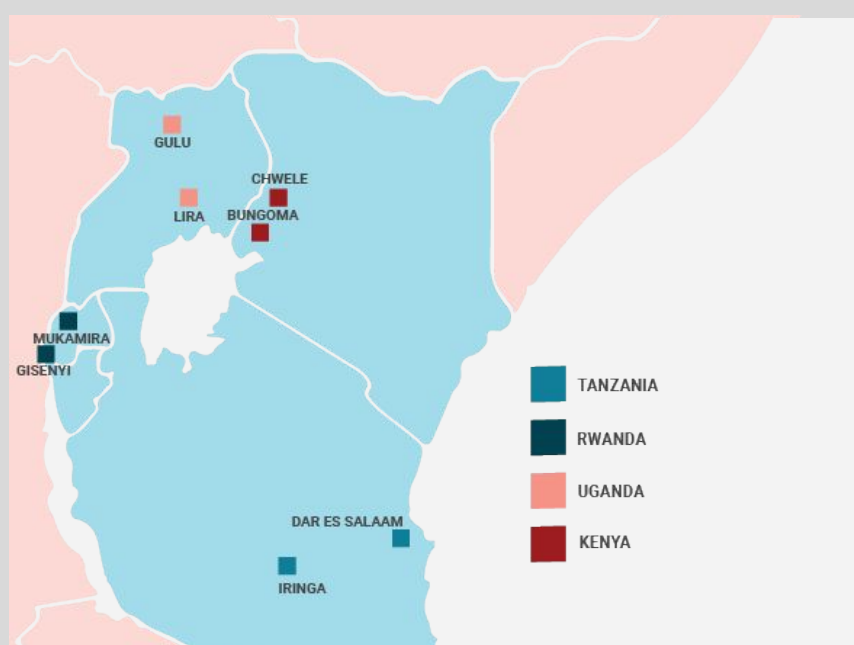 GULU
CHWELE
LIRA
BUNGOMA
MUKAMIRA
GISENYI
TANZANIA
RWANDA
UGANDA
DAR ES SALAAM
KENYA
IRINGA